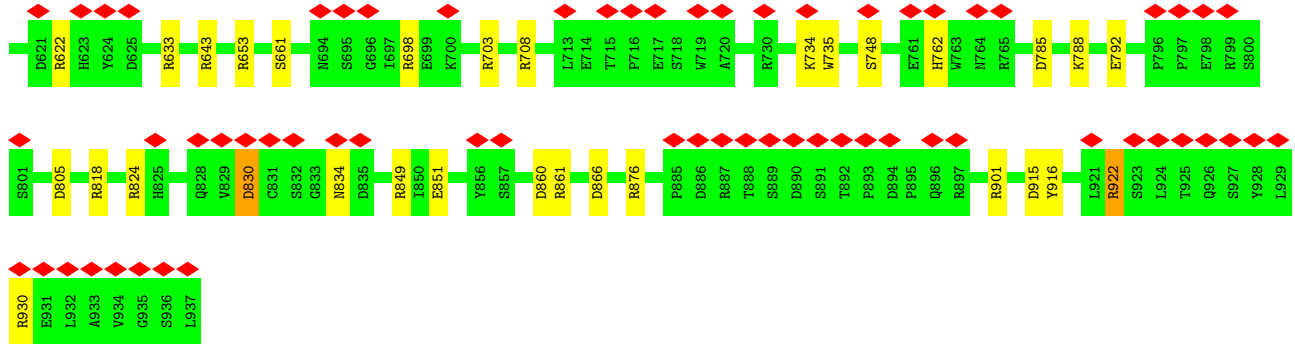 D621 R622 H623 Y624 D625 R633 R643 R653 S661 N694 S695 G696 I697 R698 E699 K700 R703 R708 L713 E714 T715 P716 E717 S718 W719 A720 R730 K734 W735 S748 E761 H762 W763 N764 R765 D785 K788 E792 P796 P797 E798 R799 S800
S801 D805 R818 R824 H825 Q828 V829 D830 C831 S832 G833 N834 D835 R849 I850 E851 Y856 S857 D860 R861 D866 R876 P885 D886 R887 T888 S889 D890 S891 T892 P893 D894 P895 Q896 R897 R901 D915 Y916 L921 R922 S923 L924 T925 Q926 S927 Y928 L929
R930 E931 L932 A933 V934 G935 S936 L937